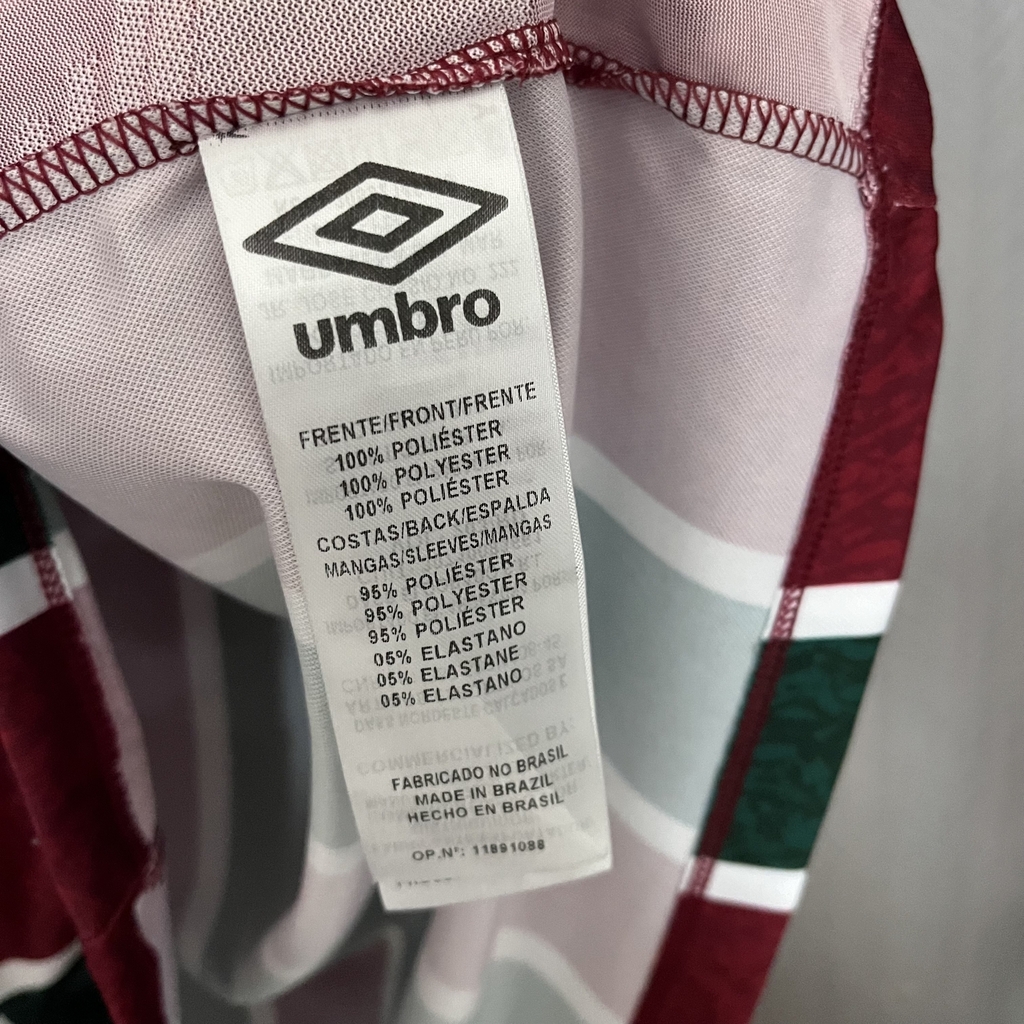 umbro
FRENTE/FRONT/FRENTE
100% POLIÉSTER
100% POLYESTER
100% POLIÉSTER
COSTAS/BACK/ESPALDA
MANGAS/SLEEVES/MANGAS
95% POLIÉSTER
95% POLYESTER
95% POLIÉSTER
05% ELASTANO
05% ELASTANE
05% ELASTANO
FABRICADO NO BRASIL
MADE IN BRAZIL
HECHO EN BRASIL
OP.Nº: 11891088